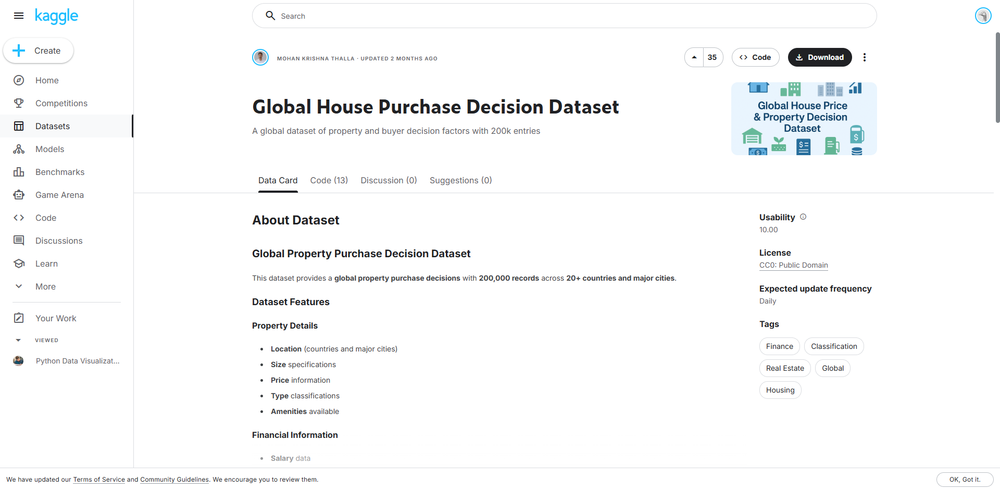 kaggle
Search
Create
Home
Competitions
Datasets
Models
Benchmarks
Game Arena
Code
Discussions
Learn
More
Your Work
VIEWED
Python Data Visualizat...
MOHAN KRISHNA THALLA · UPDATED 2 MONTHS AGO
35
Code
Download
Global House Purchase Decision Dataset
A global dataset of property and buyer decision factors with 200k entries
Global House Price
& Property Decision
Dataset
Data Card
Code (13)
Discussion (0)
Suggestions (0)
About Dataset
Global Property Purchase Decision Dataset
This dataset provides a global property purchase decisions with 200,000 records across 20+ countries and major cities.
Dataset Features
Property Details
Location (countries and major cities)
Size specifications
Price information
Type classifications
Amenities available
Financial Information
Salary data
Usability
10.00
License
CC0: Public Domain
Expected update frequency
Daily
Tags
Finance
Classification
Real Estate
Global
Housing
We have updated our Terms of Service and Community Guidelines. We encourage you to review them.
OK, Got it.